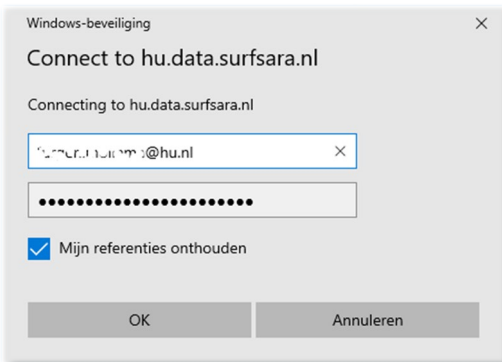 Windows-beveiliging
Connect to hu.data.surfsara.nl
Connecting to hu.data.surfsara.nl
@hu.nl
Mijn referenties onthouden
OK
Annuleren